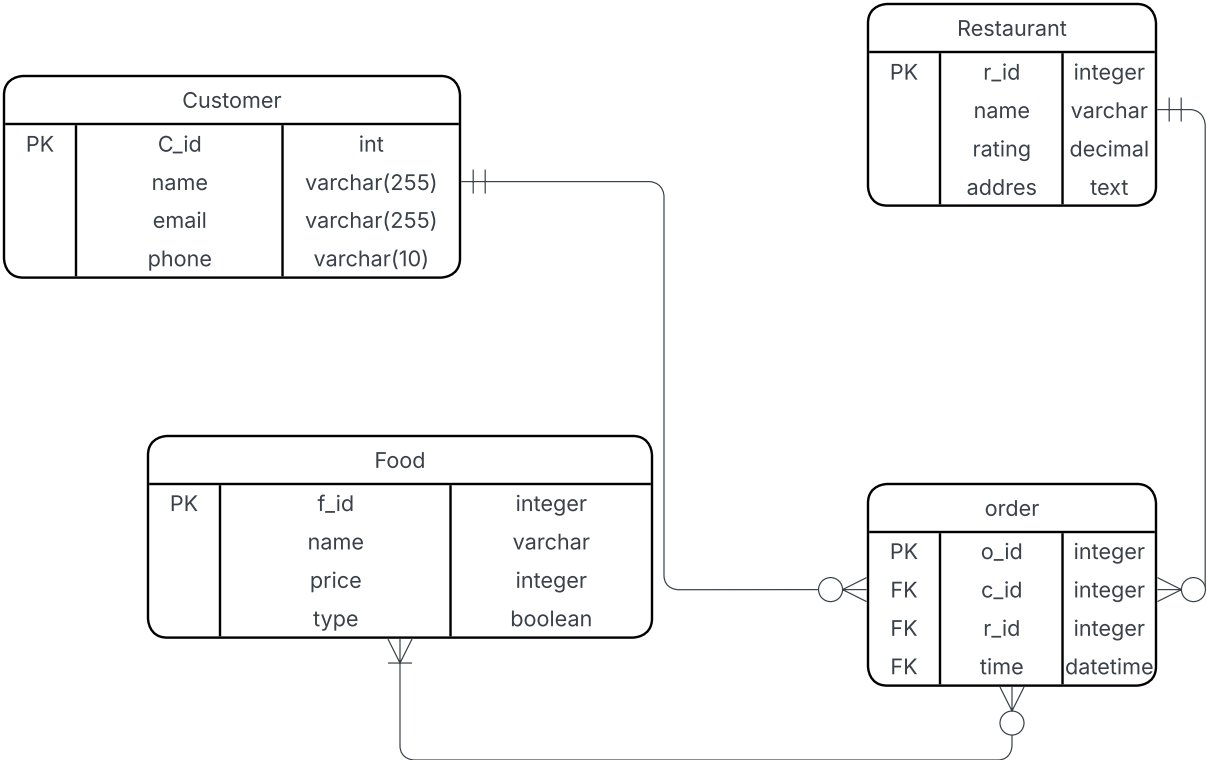 Customer
PK C_id int
name varchar(255)
email varchar(255)
phone varchar(10)
Restaurant
PK r_id integer
name varchar
rating decimal
addres text
Food
PK f_id integer
name varchar
price integer
type boolean
order
PK o_id integer
FK c_id integer
FK r_id integer
FK time datetime